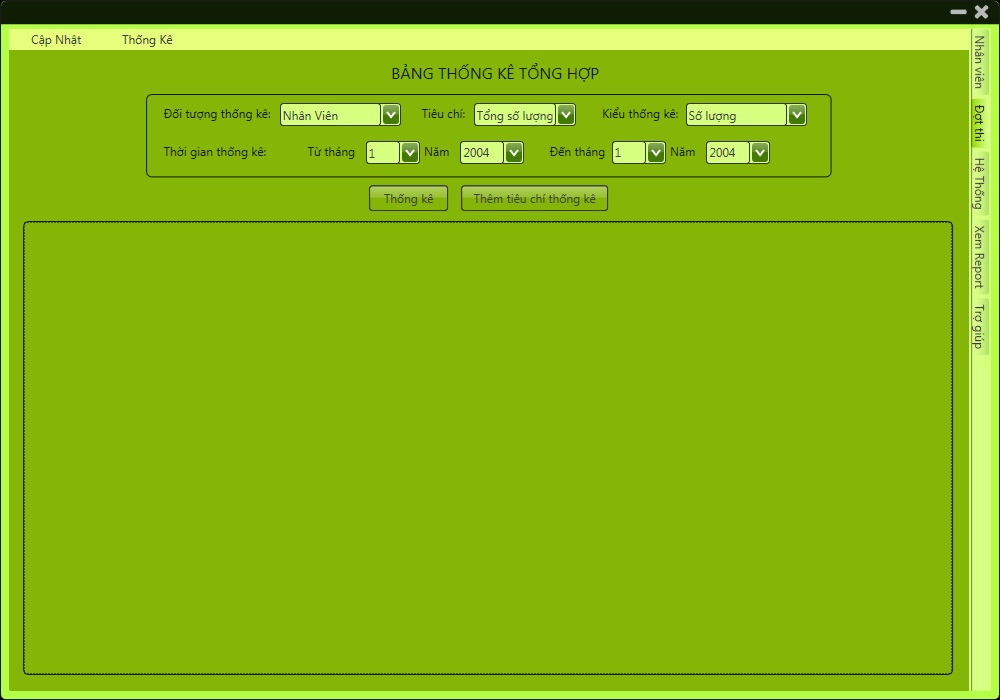 Cập Nhật Thống Kê
BẢNG THỐNG KÊ TỔNG HỢP
Đối tượng thống kê: Nhân Viên Tiêu chí: Tổng số lượng Kiểu thống kê: Số lượng
Thời gian thống kê: Từ tháng 1 Năm 2004 Đến tháng 1 Năm 2004
Thống kê Thêm tiêu chí thống kê
Nhân viên
Đợt thi
Hệ Thống
Xem Report
Trợ giúp